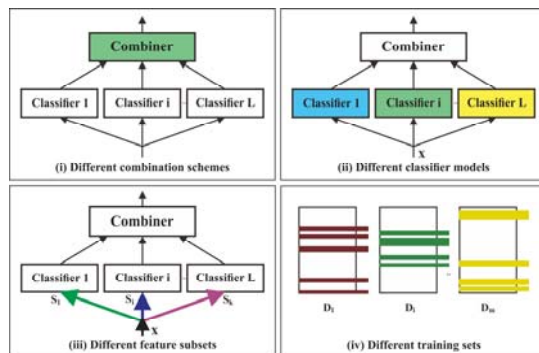 Combiner
Classifier 1
Classifier i
Classifier L
(i) Different combination schemes
Combiner
Classifier 1
Classifier i
Classifier L
X
(ii) Different classifier models
Combiner
Classifier 1
Classifier i
Classifier L
S1
Si
Sk
X
(iii) Different feature subsets
D1
Di
Dm
(iv) Different training sets